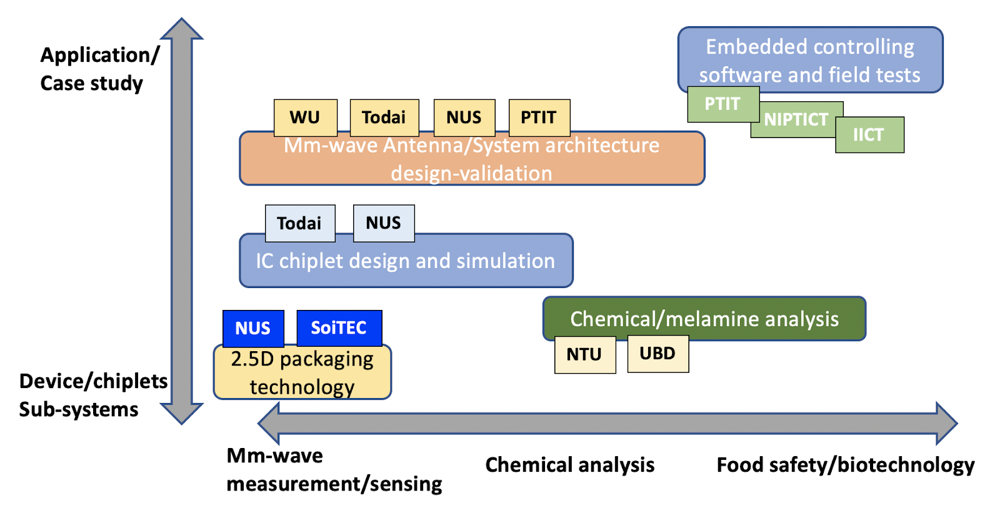 Application/
Case study
Embedded controlling
software and field tests
PTIT
NIPTICT
IICT
WU
Todai
NUS
PTIT
Mm-wave Antenna/System architecture
design-validation
Todai
NUS
IC chiplet design and simulation
Chemical/melamine analysis
NTU
UBD
NUS
SoiTEC
2.5D packaging
technology
Device/chiplets
Sub-systems
Mm-wave
measurement/sensing
Chemical analysis
Food safety/biotechnology